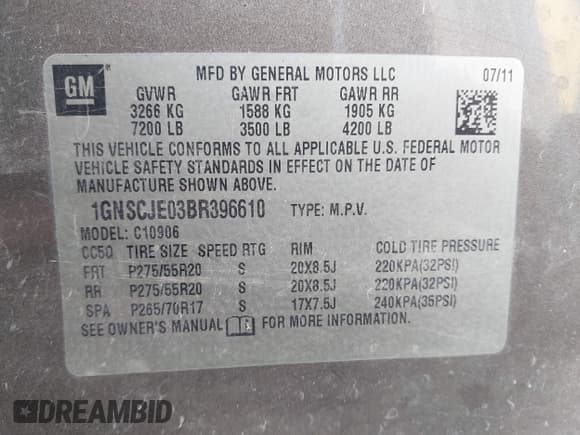 GM
MFD BY GENERAL MOTORS LLC 07/11
GVWR GAWR FRT GAWR RR
3266 KG 1588 KG 1905 KG
7200 LB 3500 LB 4200 LB
THIS VEHICLE CONFORMS TO ALL APPLICABLE U.S. FEDERAL MOTOR
VEHICLE SAFETY STANDARDS IN EFFECT ON THE DATE OF
MANUFACTURE SHOWN ABOVE.
1GNSCJE03BR396610 TYPE: M.P.V.
MODEL: C10906
CC5Q TIRE SIZE SPEED RTG RIM COLD TIRE PRESSURE
FRT P275/55R20 S 20X8.5J 220KPA(32PSI)
RR P275/55R20 S 20X8.5J 220KPA(32PSI)
SPA P265/70R17 S 17X7.5J 240KPA(35PSI)
SEE OWNER'S MANUAL FOR MORE INFORMATION.
DREAMBID